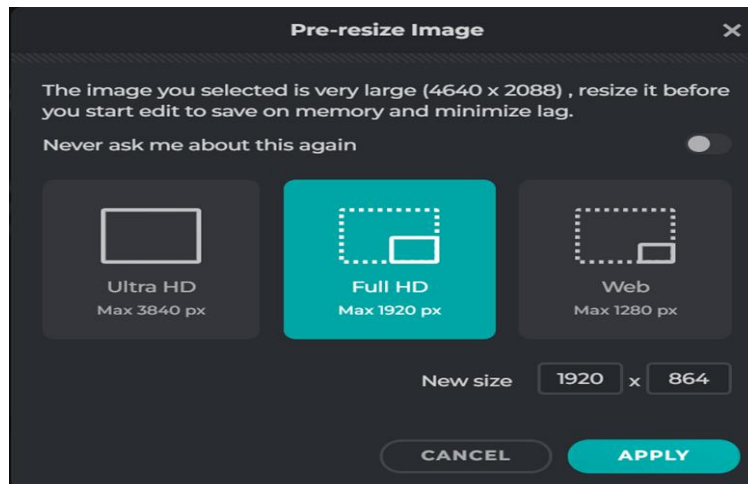 Pre-resize Image
The image you selected is very large (4640 x 2088) , resize it before
you start edit to save on memory and minimize lag.
Never ask me about this again
Ultra HD
Max 3840 px
Full HD
Max 1920 px
Web
Max 1280 px
New size 1920 x 864
CANCEL APPLY